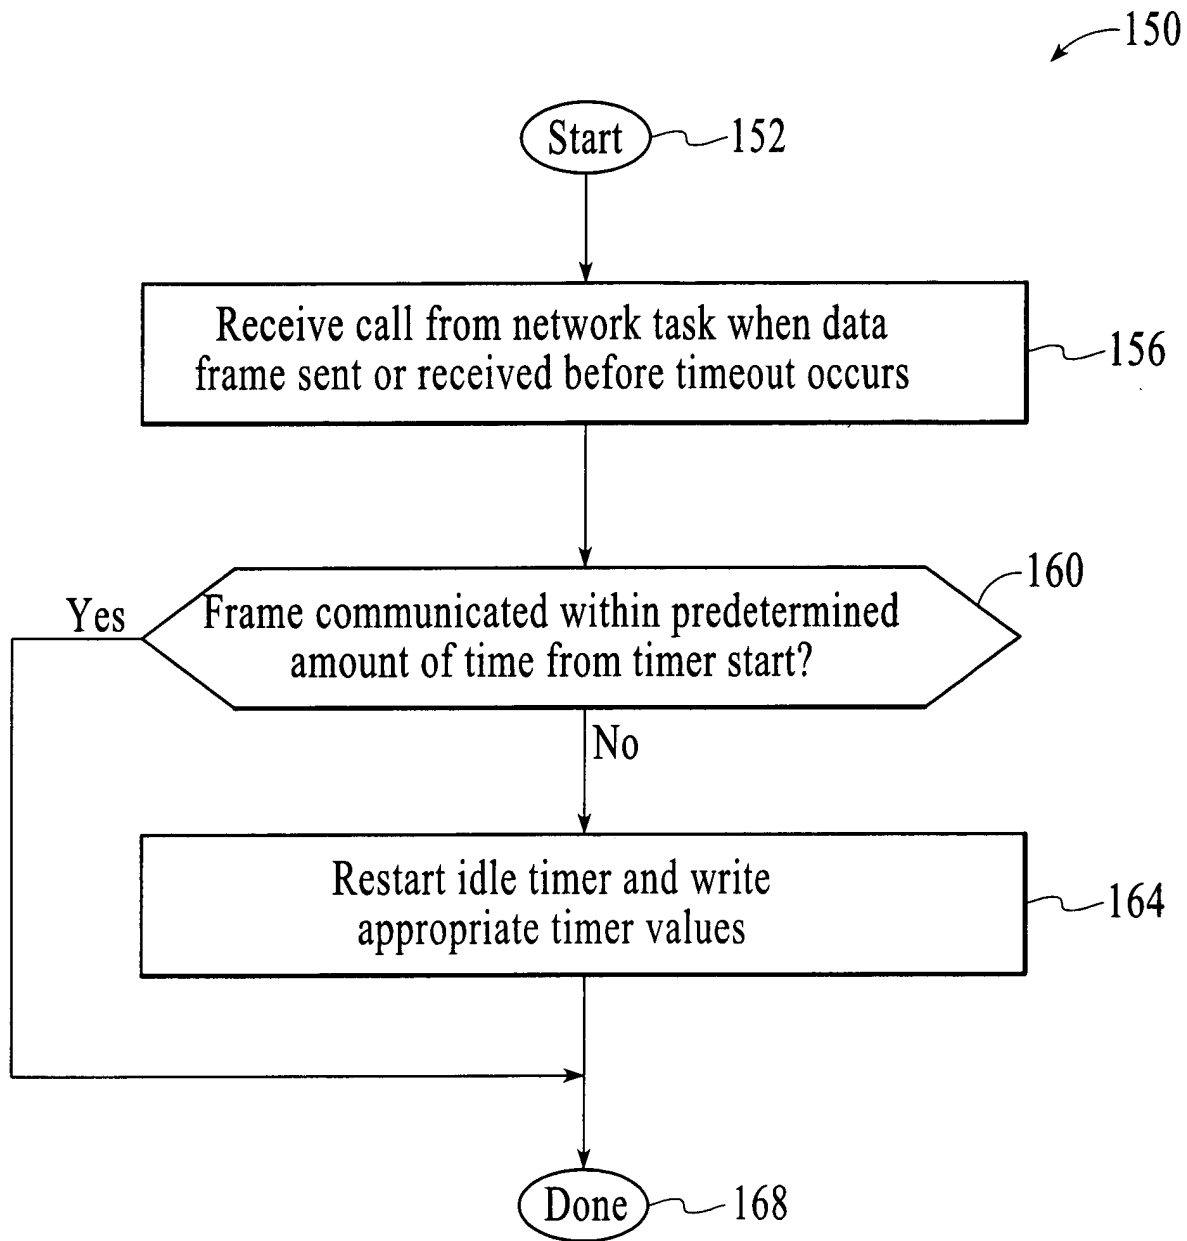 150
Start
152
Receive call from network task when data
frame sent or received before timeout occurs
156
160
Yes
Frame communicated within predetermined
amount of time from timer start?
No
Restart idle timer and write
appropriate timer values
164
Done
168